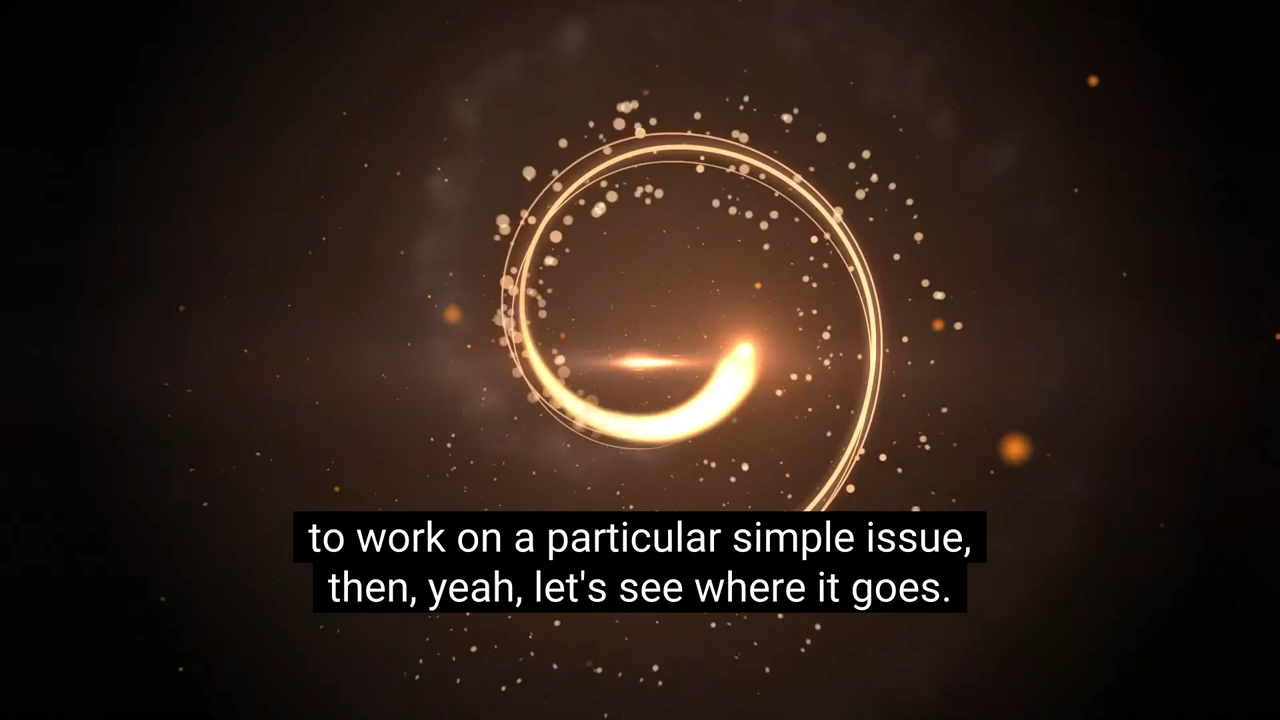 to work on a particular simple issue,
then, yeah, let's see where it goes.